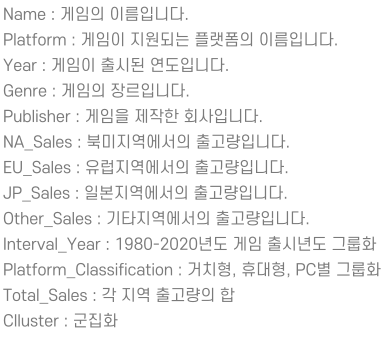 Name : 게임의 이름입니다.
Platform : 게임이 지원되는 플랫폼의 이름입니다.
Year : 게임이 출시된 연도입니다.
Genre : 게임의 장르입니다.
Publisher : 게임을 제작한 회사입니다.
NA_Sales : 북미지역에서의 출고량입니다.
EU_Sales : 유럽지역에서의 출고량입니다.
JP_Sales : 일본지역에서의 출고량입니다.
Other_Sales : 기타지역에서의 출고량입니다.
Interval_Year : 1980-2020년도 게임 출시년도 그룹화
Platform_Classification : 거치형, 휴대형, PC별 그룹화
Total_Sales : 각 지역 출고량의 합
Clluster : 군집화